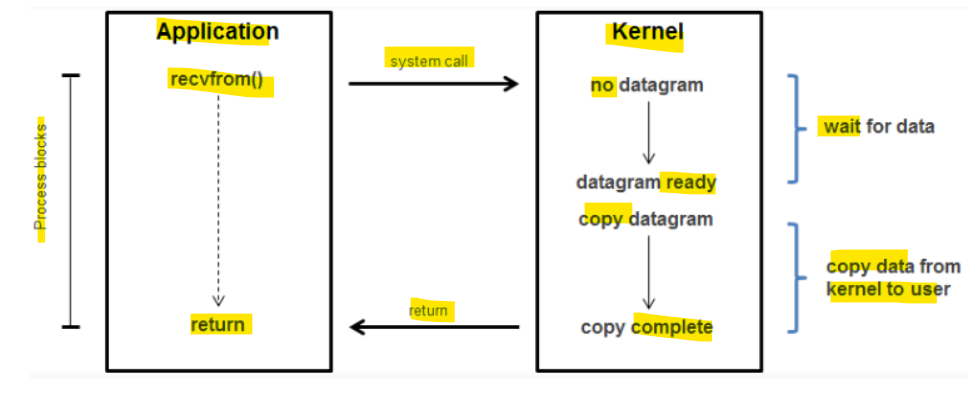 Application
Kernel
recvfrom()
system call
no datagram
wait for data
Process blocks
datagram ready
copy datagram
copy data from
kernel to user
return
return
copy complete